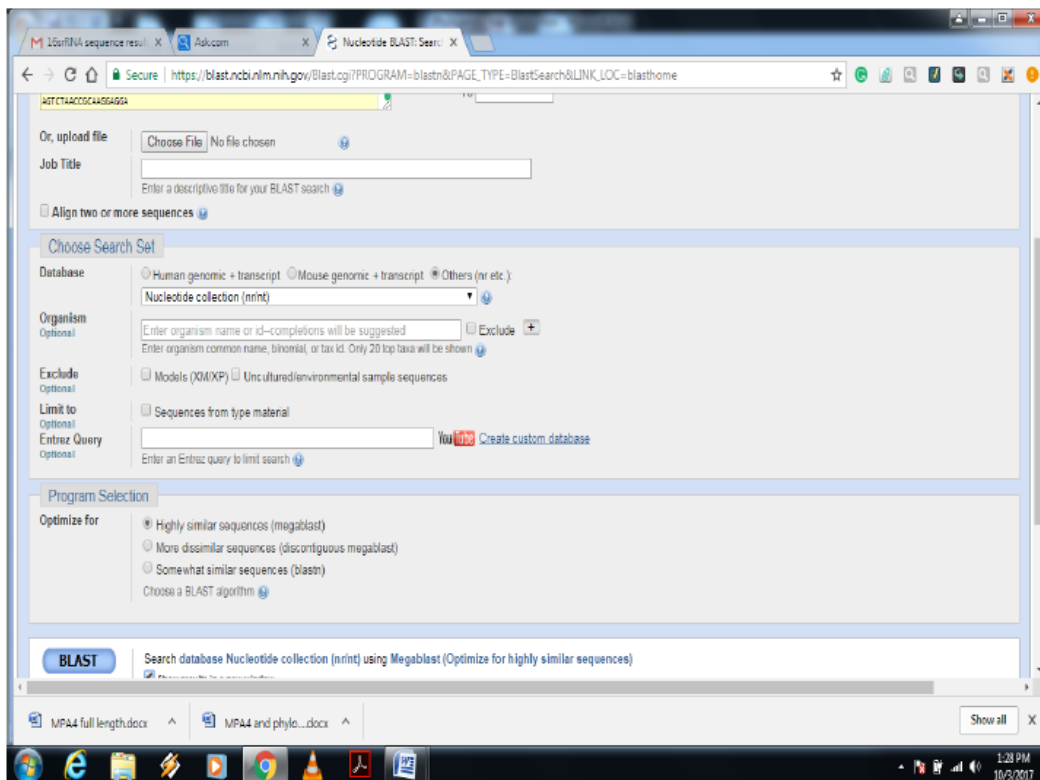 16srRNA sequence resul
Ask.com
Nucleotide BLAST: Searc
Secure | https://blast.ncbi.nlm.nih.gov/Blast.cgi?PROGRAM=blastn&PAGE_TYPE=BlastSearch&LINK_LOC=blasthome
AGTCTAACCGCAAGGAGGA
To
Or, upload file
Choose File No file chosen
Job Title
Enter a descriptive title for your BLAST search
Align two or more sequences
Choose Search Set
Database
Human genomic + transcript Mouse genomic + transcript Others (nr etc.):
Nucleotide collection (nr/nt)
Organism
Optional
Enter organism name or id--completions will be suggested
Exclude +
Enter organism common name, binomial, or tax id. Only 20 top taxa will be shown
Exclude
Optional
Models (XM/XP) Uncultured/environmental sample sequences
Limit to
Optional
Sequences from type material
Entrez Query
Optional
YouTube Create custom database
Enter an Entrez query to limit search
Program Selection
Optimize for
Highly similar sequences (megablast)
More dissimilar sequences (discontiguous megablast)
Somewhat similar sequences (blastn)
Choose a BLAST algorithm
BLAST
Search database Nucleotide collection (nr/nt) using Megablast (Optimize for highly similar sequences)
Show results in a new window
MPA4 full length.docx
MPA4 and phylo....docx
Show all
1:28 PM
10/3/2017